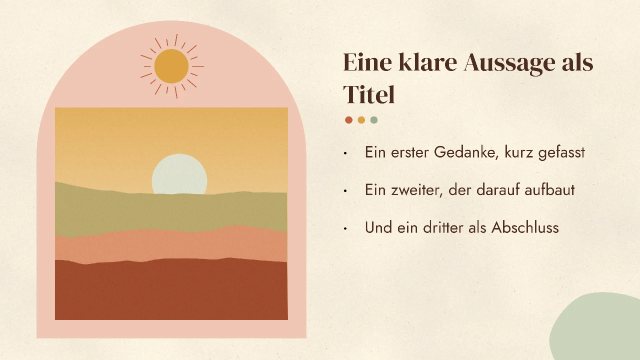 Eine klare Aussage als
Titel
· Ein erster Gedanke, kurz gefasst
· Ein zweiter, der darauf aufbaut
· Und ein dritter als Abschluss